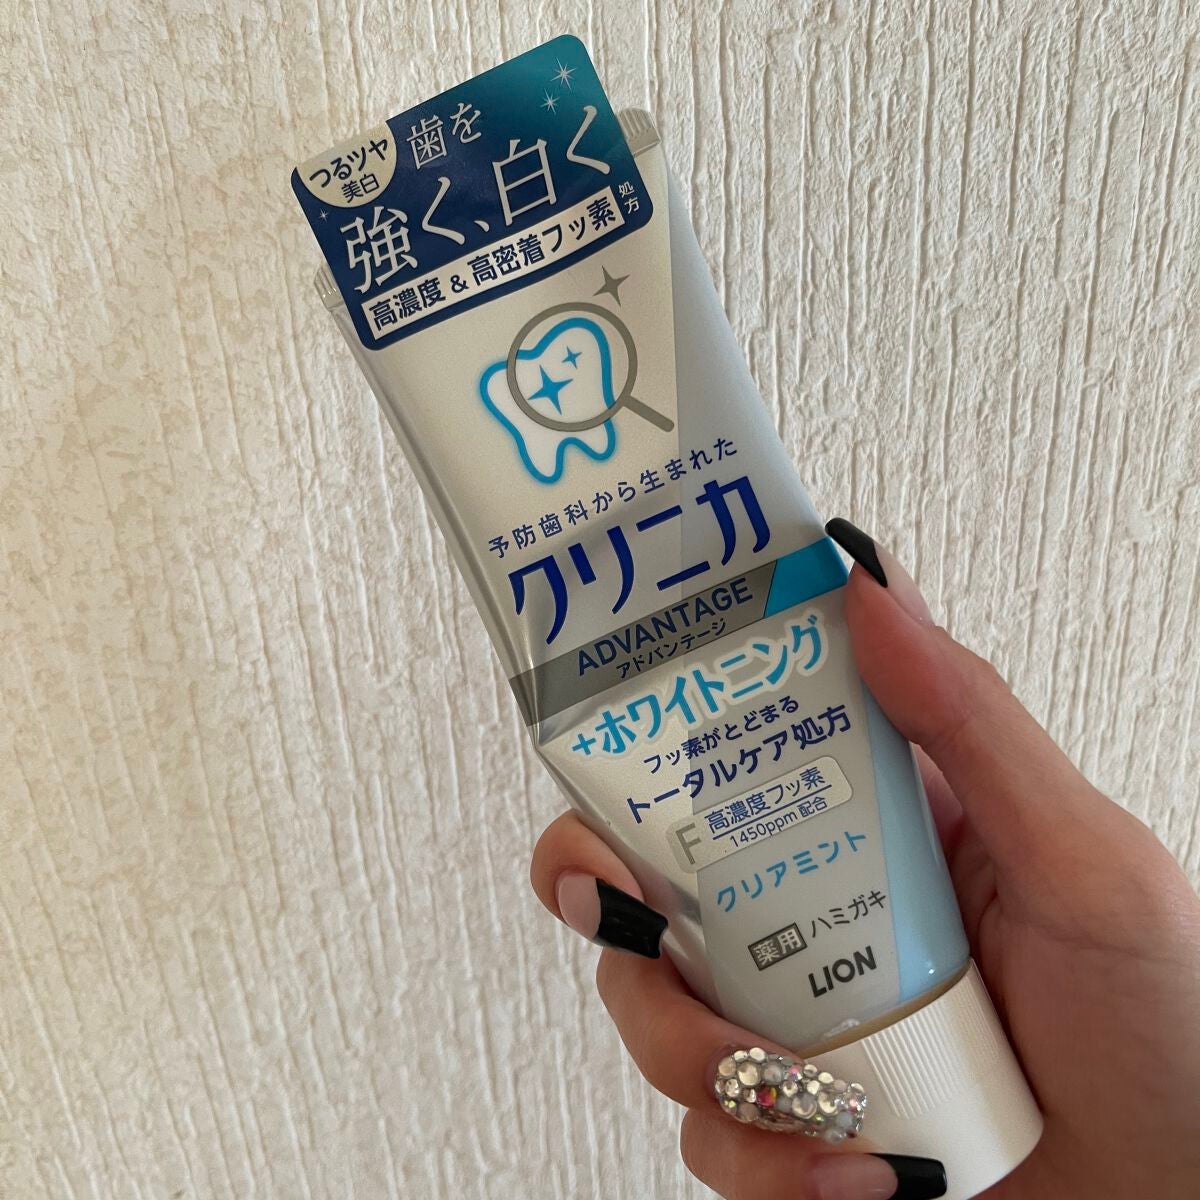 つるツヤ
美白
歯を
強く、白く
高濃度 & 高密着フッ素 処方
予防歯科から生まれた
クリニカ
ADVANTAGE
アドバンテージ
+ホワイトニング
フッ素がとどまる
トータルケア処方
F 高濃度フッ素
1450ppm 配合
クリアミント
薬用 ハミガキ
LION